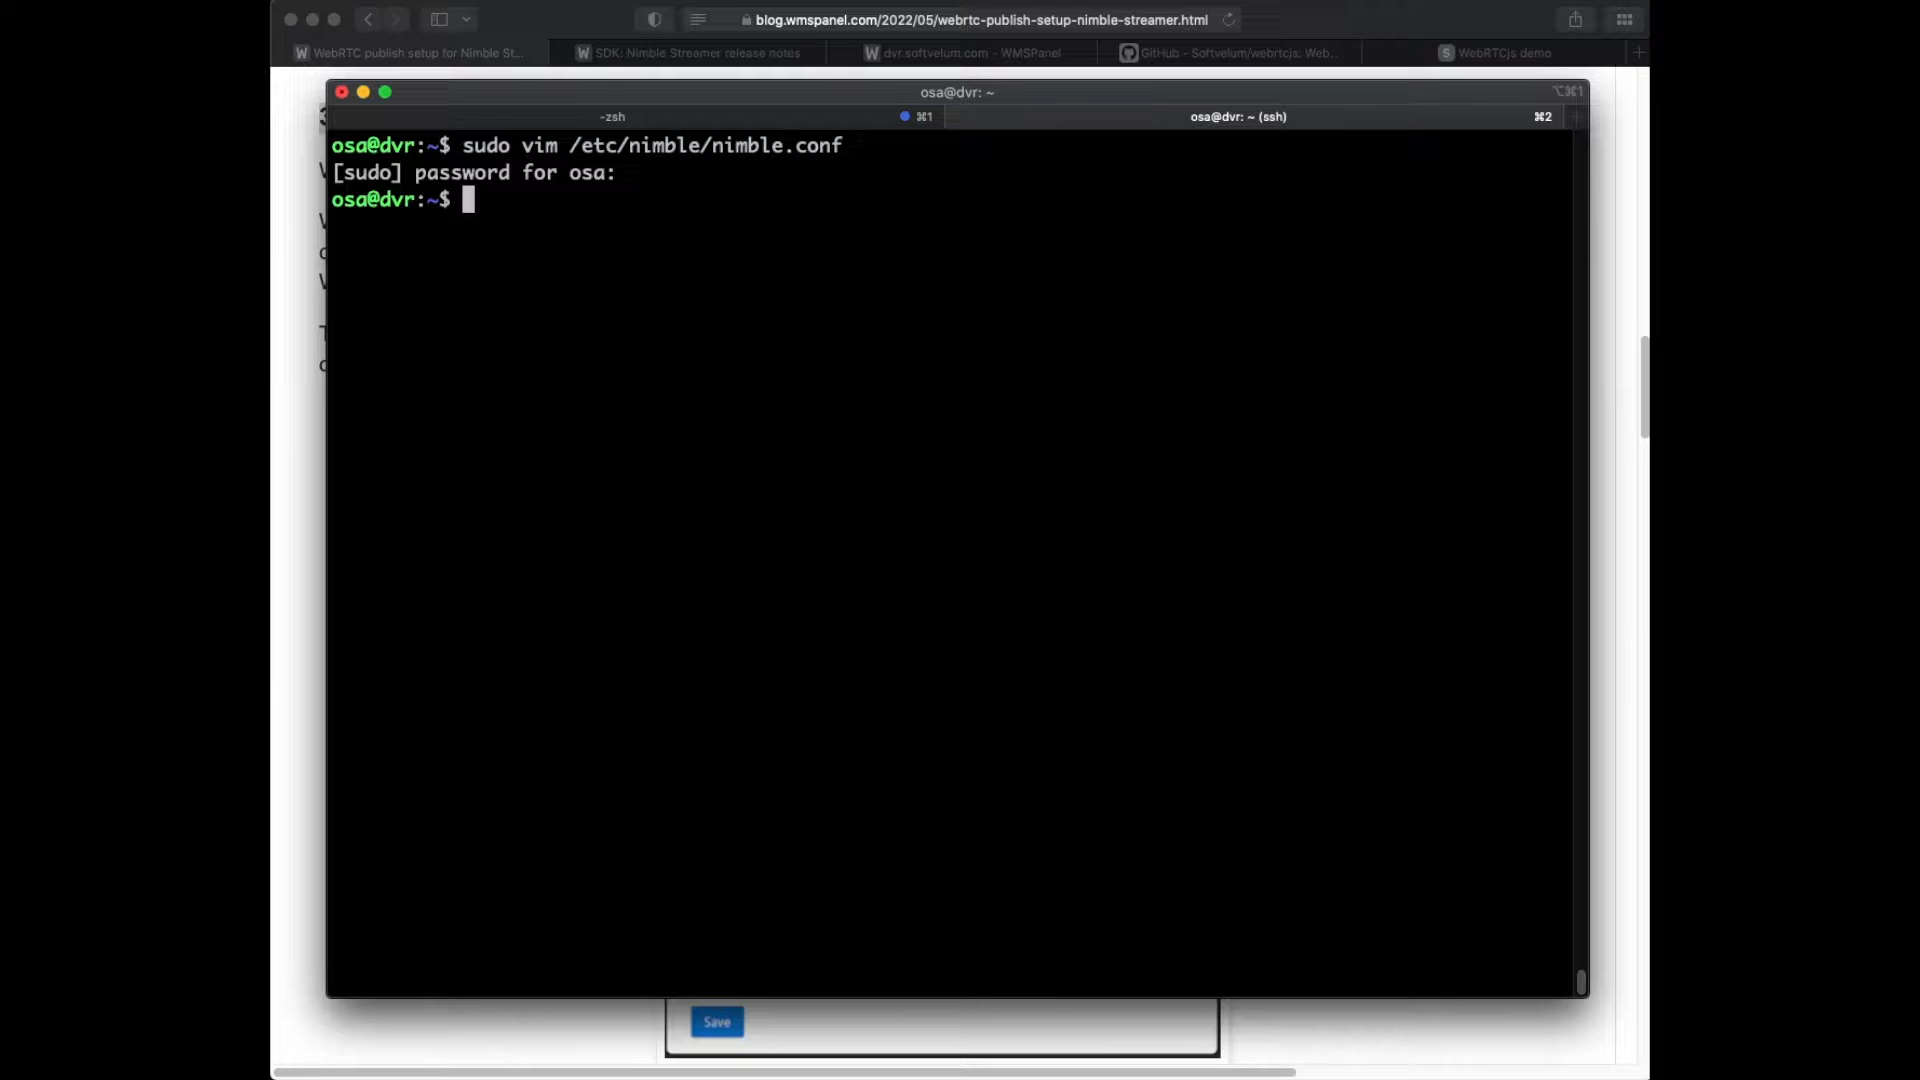 blog.wmspanel.com/2022/05/webrtc-publish-setup-nimble-streamer.html
WebRTC publish setup for Nimble St...
SDK: Nimble Streamer release notes
dvr.softvelum.com - WMSPanel
GitHub - Softvelum/webrtcjs: Web...
S WebRTCjs demo
osa@dvr: ~
⌥⌘1
-zsh
⌘1
osa@dvr: ~ (ssh)
⌘2
osa@dvr:~$ sudo vim /etc/nimble/nimble.conf
[sudo] password for osa:
osa@dvr:~$
Save